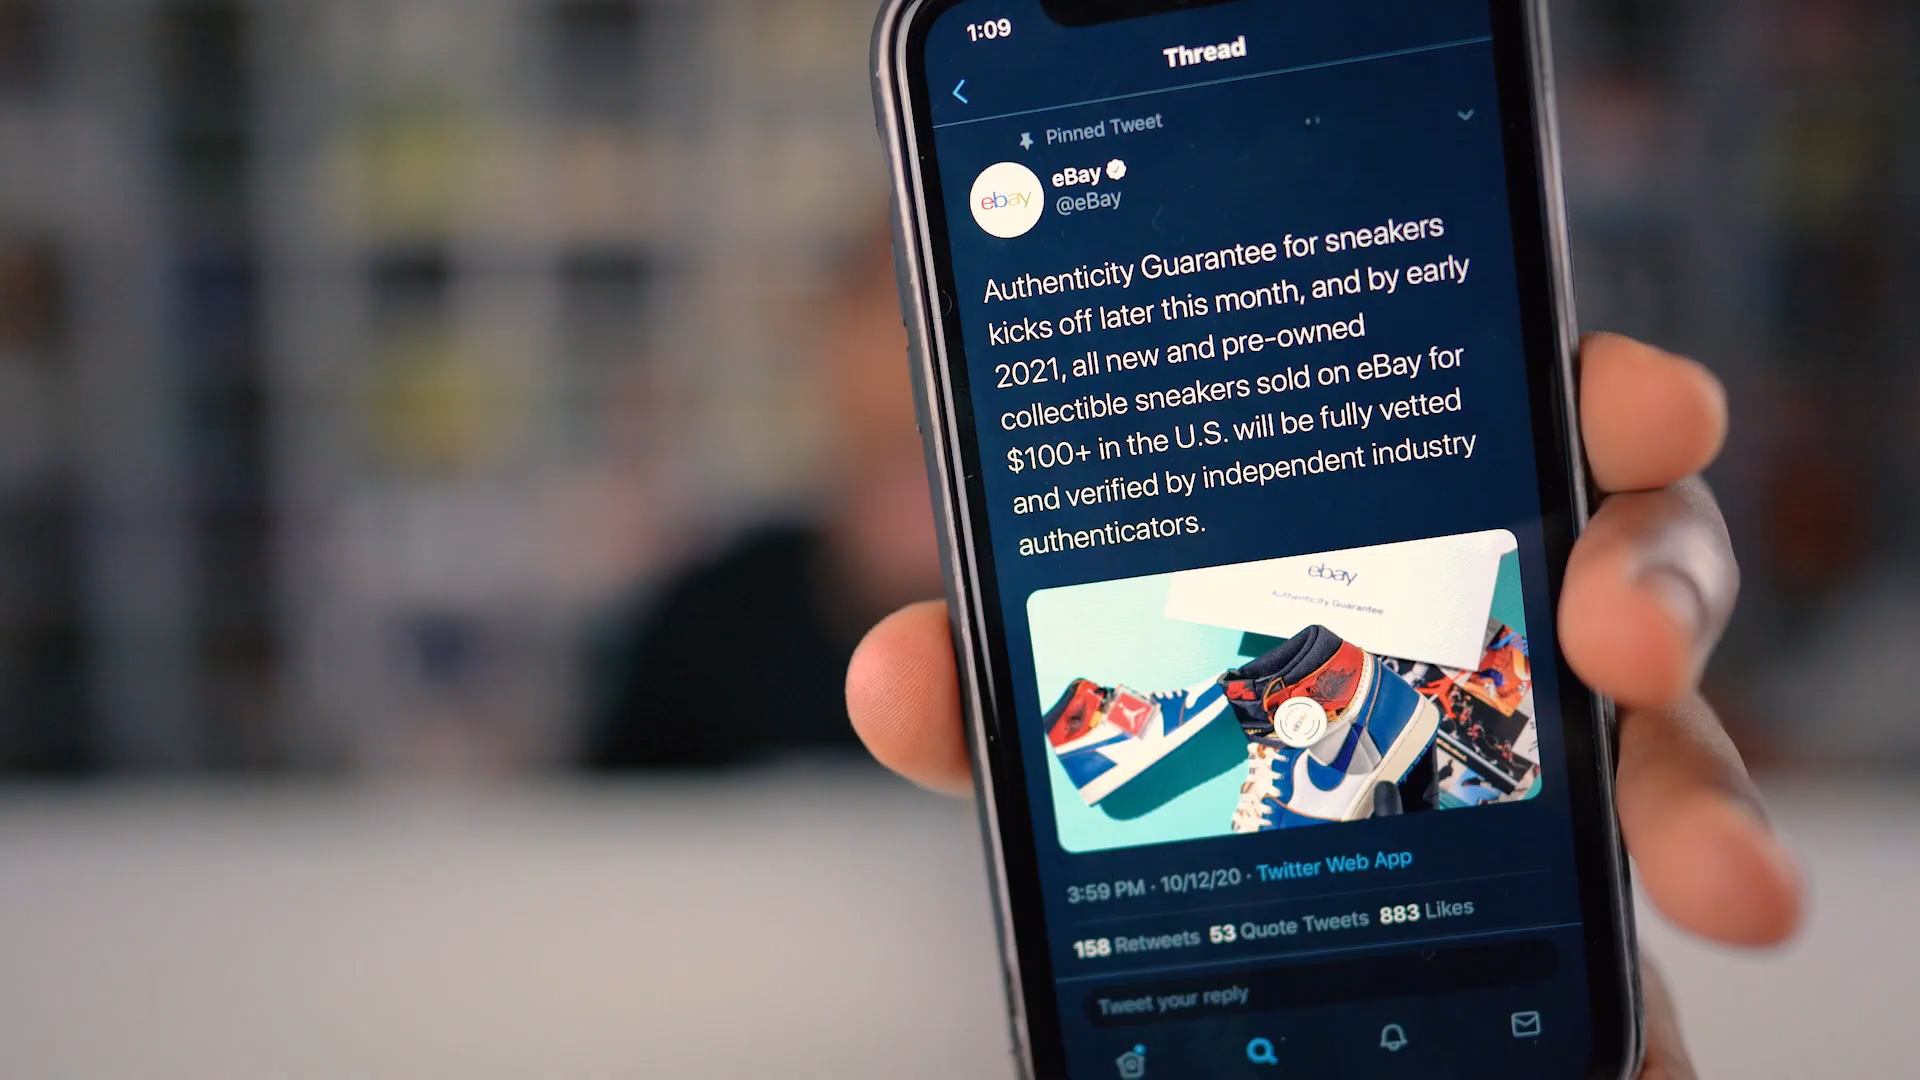 1:09
Thread
Pinned Tweet
ebay
eBay
@eBay
Authenticity Guarantee for sneakers
kicks off later this month, and by early
2021, all new and pre-owned
collectible sneakers sold on eBay for
$100+ in the U.S. will be fully vetted
and verified by independent industry
authenticators.
ebay
Authenticity Guarantee
3:59 PM · 10/12/20 · Twitter Web App
158 Retweets 53 Quote Tweets 883 Likes
Tweet your reply